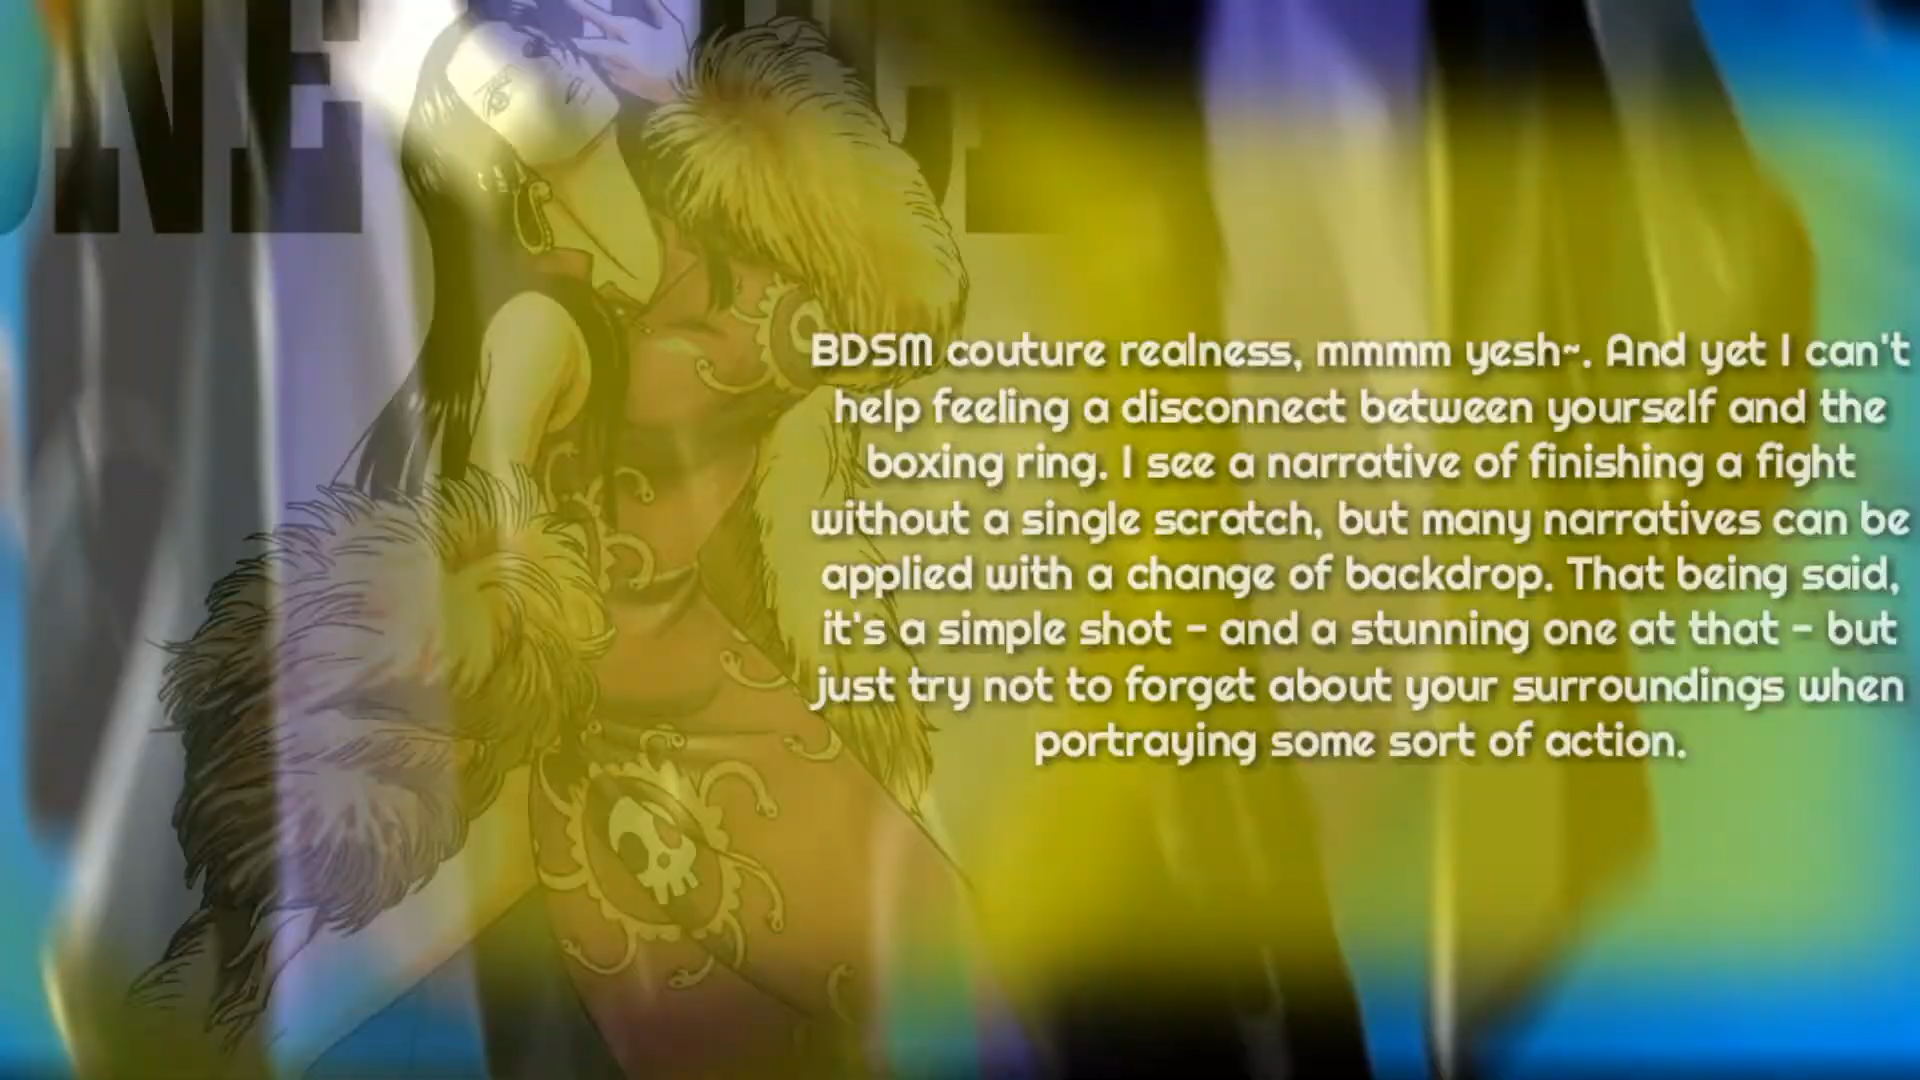 NE
BDSM couture realness, mmmm yesh~. And yet I can't
help feeling a disconnect between yourself and the
boxing ring. I see a narrative of finishing a fight
without a single scratch, but many narratives can be
applied with a change of backdrop. That being said,
it's a simple shot - and a stunning one at that - but
just try not to forget about your surroundings when
portraying some sort of action.